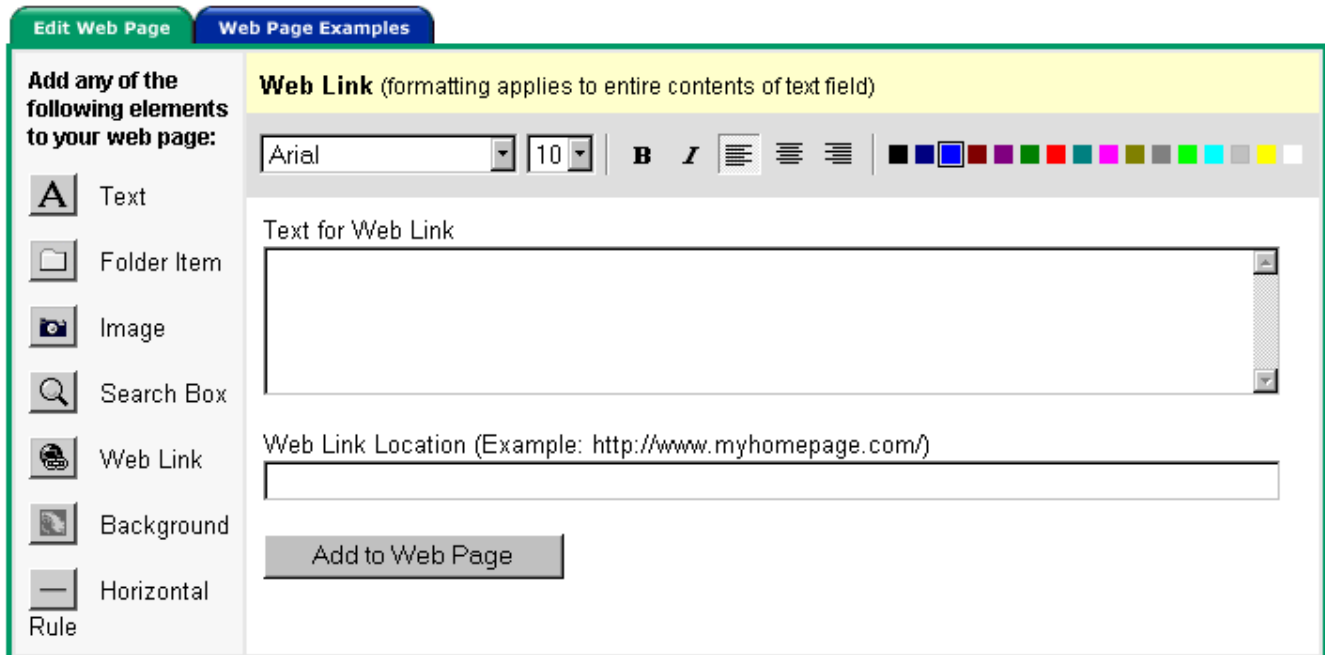 Edit Web Page
Web Page Examples
Add any of the
following elements
to your web page:
A Text
Folder Item
Image
Search Box
Web Link
Background
Horizontal
Rule
Web Link (formatting applies to entire contents of text field)
Arial 10 B I
Text for Web Link
Web Link Location (Example: http://www.myhomepage.com/)
Add to Web Page